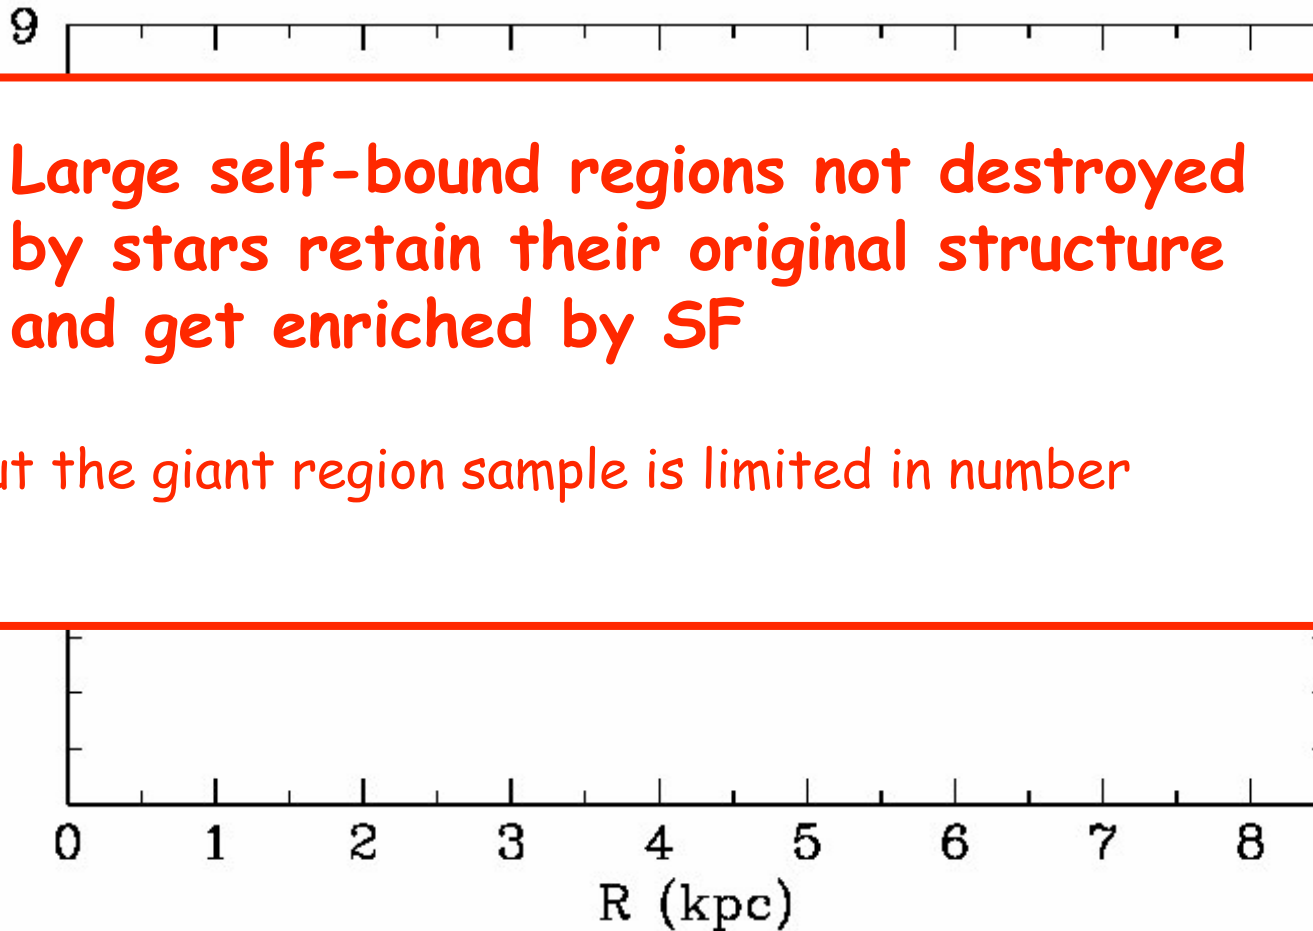 9
Large self-bound regions not destroyed
by stars retain their original structure
and get enriched by SF
the giant region sample is limited in number
0 1 2 3 4 5 6 7 8
R (kpc)